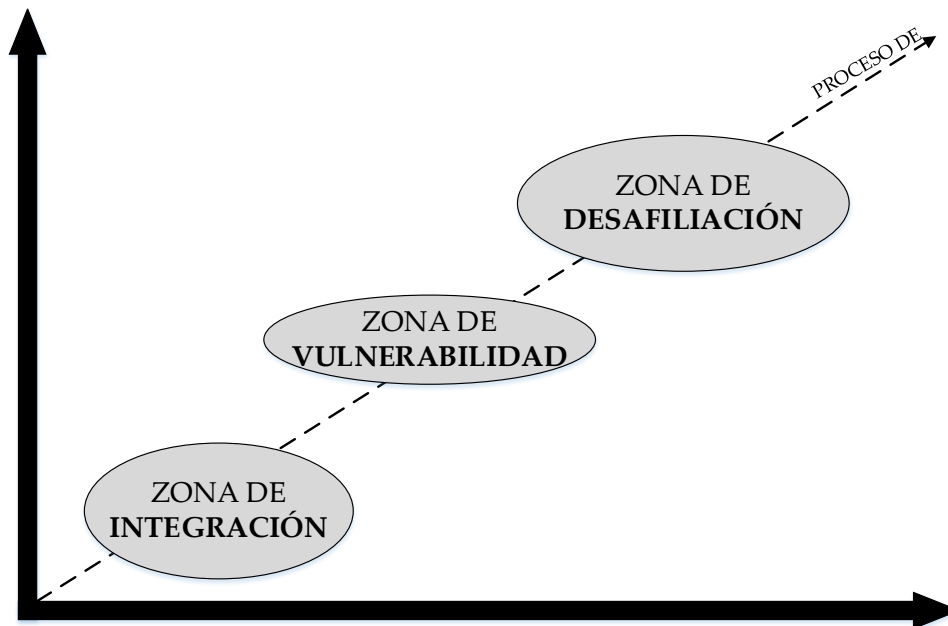 PROCESO DE
ZONA DE
DESAFILIACIÓN
ZONA DE
VULNERABILIDAD
ZONA DE
INTEGRACIÓN